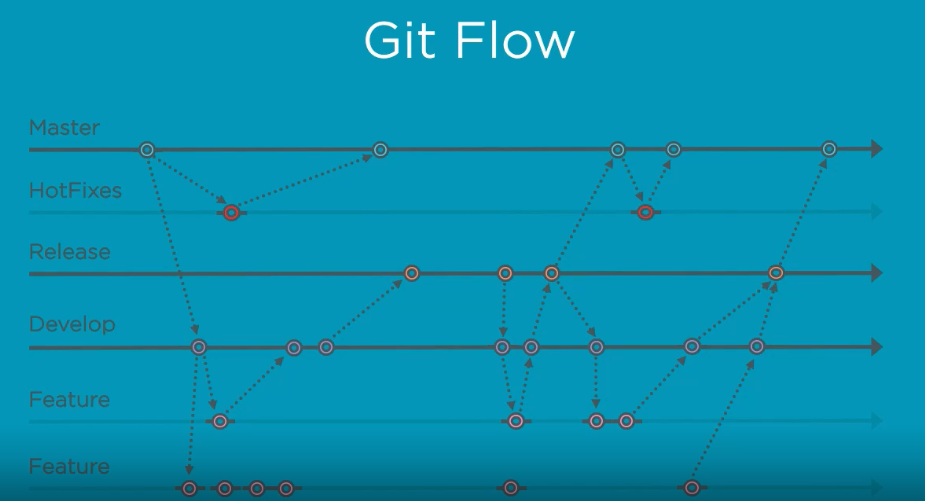 Git Flow
Master
HotFixes
Release
Develop
Feature
Feature